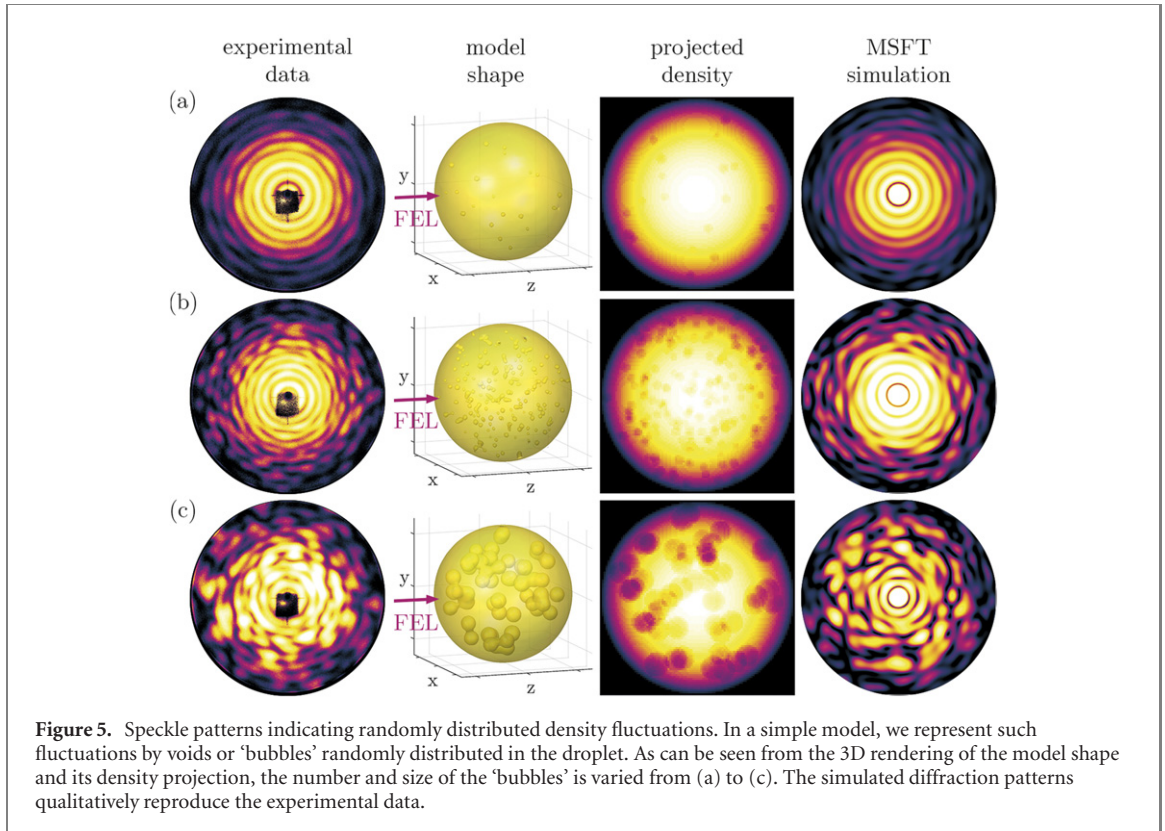 experimental data
model shape
projected density
MSFT simulation
(a)
y
FEL
x
z
(b)
y
FEL
x
z
(c)
y
FEL
x
z
Figure 5. Speckle patterns indicating randomly distributed density fluctuations. In a simple model, we represent such
fluctuations by voids or ‘bubbles’ randomly distributed in the droplet. As can be seen from the 3D rendering of the model shape
and its density projection, the number and size of the ‘bubbles’ is varied from (a) to (c). The simulated diffraction patterns
qualitatively reproduce the experimental data.